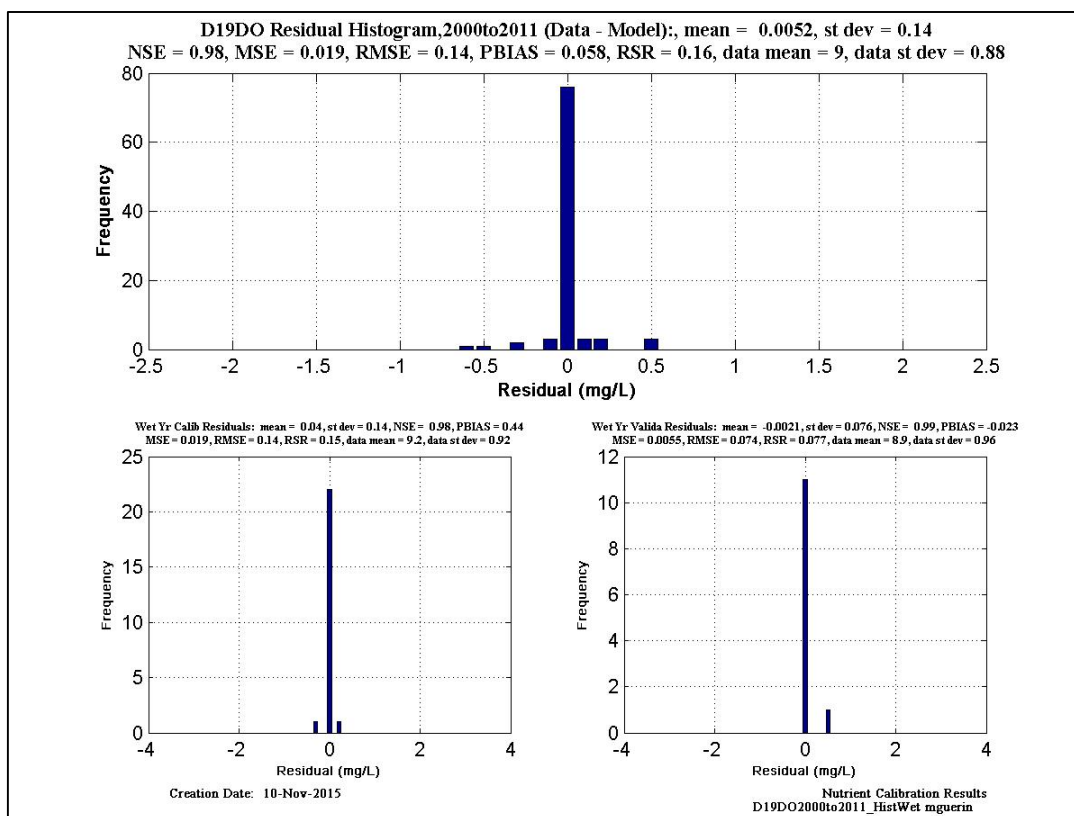 D19DO Residual Histogram,2000to2011 (Data - Model):, mean =  0.0052, st dev = 0.14
NSE = 0.98, MSE = 0.019, RMSE = 0.14, PBIAS = 0.058, RSR = 0.16, data mean = 9, data st dev = 0.88
80
60
40
20
0
Frequency
-2.5 -2 -1.5 -1 -0.5 0 0.5 1 1.5 2 2.5
Residual (mg/L)
Wet Yr Calib Residuals:  mean =  0.04, st dev = 0.14, NSE =  0.98, PBIAS = 0.44
MSE = 0.019, RMSE = 0.14, RSR = 0.15, data mean = 9.2, data st dev = 0.92
25
20
15
10
5
0
Frequency
-4 -2 0 2 4
Residual (mg/L)
Wet Yr Valida Residuals:  mean =  -0.0021, st dev = 0.076, NSE =  0.99, PBIAS = -0.023
MSE = 0.0055, RMSE = 0.074, RSR = 0.077, data mean = 8.9, data st dev = 0.96
12
10
8
6
4
2
0
Frequency
-4 -2 0 2 4
Residual (mg/L)
Creation Date:  10-Nov-2015
Nutrient Calibration Results
D19DO2000to2011_HistWet mguerin